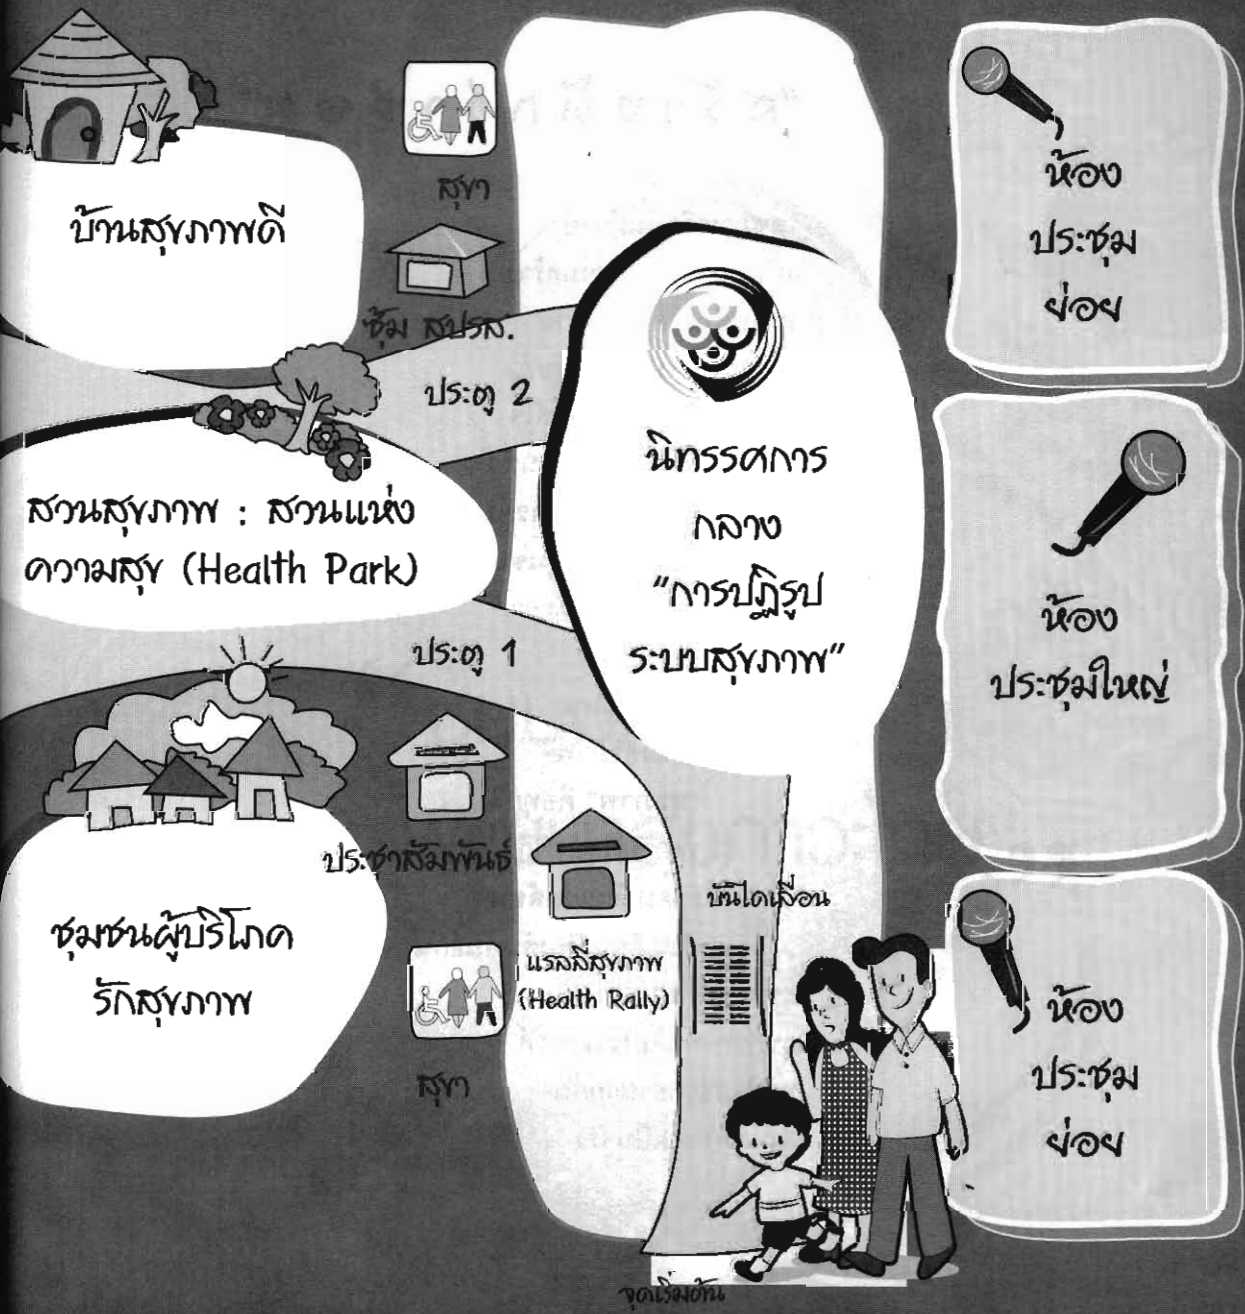 บ้านสุขภาพดี
สุขา
ซุ้ม สปรส.
ประตู 2
สวนสุขภาพ : สวนแห่ง
ความสุข (Health Park)
ประตู 1
ประชาสัมพันธ์
ชุมชนผู้บริโภค
รักสุขภาพ
แรลลี่สุขภาพ
(Health Rally)
สุขา
นิทรรศการ
กลาง
"การปฏิรูป
ระบบสุขภาพ"
บันไดเลื่อน
จุดเริ่มต้น
ห้อง
ประชุม
ย่อย
ห้อง
ประชุมใหญ่
ห้อง
ประชุม
ย่อย